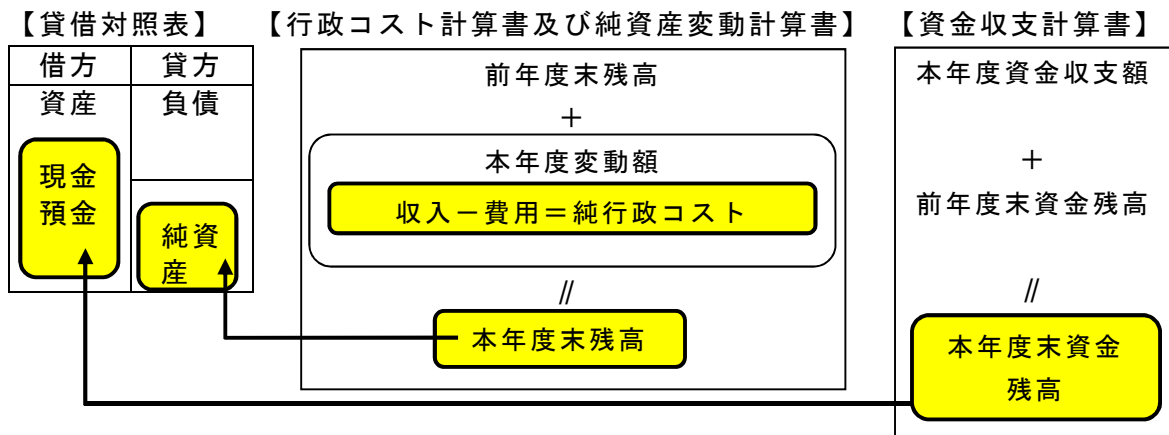 【貸借対照表】
借方 貸方
資産 負債
現金
預金
純資
産
【行政コスト計算書及び純資産変動計算書】
前年度末残高
＋
本年度変動額
収入－費用＝純行政コスト
//
本年度末残高
【資金収支計算書】
本年度資金収支額
＋
前年度末資金残高
//
本年度末資金
残高